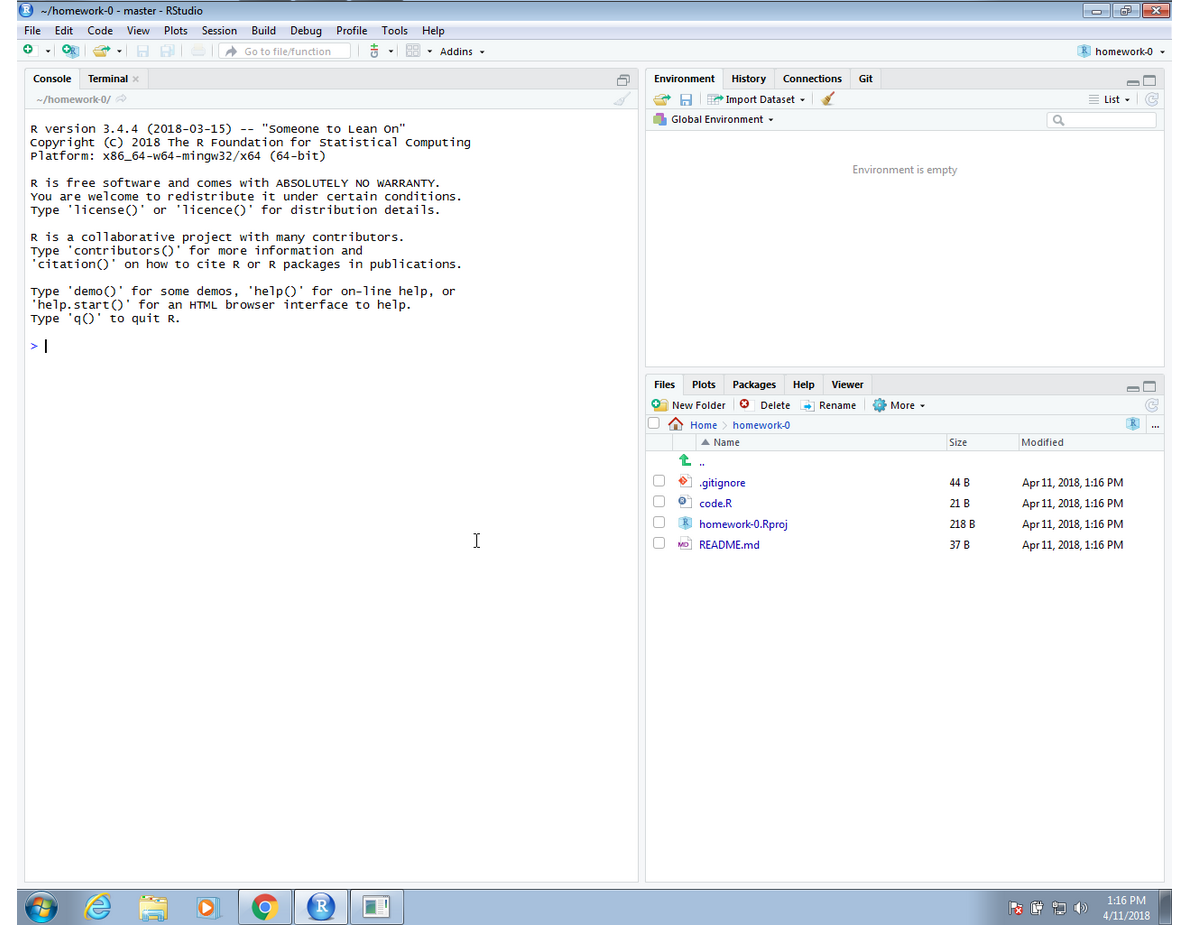 ~/homework-0 - master - RStudio
File Edit Code View Plots Session Build Debug Profile Tools Help
Go to file/function Addins homework-0
Console Terminal
~/homework-0/
R version 3.4.4 (2018-03-15) -- "Someone to Lean On"
Copyright (C) 2018 The R Foundation for Statistical Computing
Platform: x86_64-w64-mingw32/x64 (64-bit)
R is free software and comes with ABSOLUTELY NO WARRANTY.
You are welcome to redistribute it under certain conditions.
Type 'license()' or 'licence()' for distribution details.
R is a collaborative project with many contributors.
Type 'contributors()' for more information and
'citation()' on how to cite R or R packages in publications.
Type 'demo()' for some demos, 'help()' for on-line help, or
'help.start()' for an HTML browser interface to help.
Type 'q()' to quit R.
>
Environment History Connections Git
Import Dataset List
Global Environment
Environment is empty
Files Plots Packages Help Viewer
New Folder Delete Rename More
Home homework-0 ...
Name Size Modified
..
.gitignore 44 B Apr 11, 2018, 1:16 PM
code.R 21 B Apr 11, 2018, 1:16 PM
homework-0.Rproj 218 B Apr 11, 2018, 1:16 PM
README.md 37 B Apr 11, 2018, 1:16 PM
1:16 PM
4/11/2018